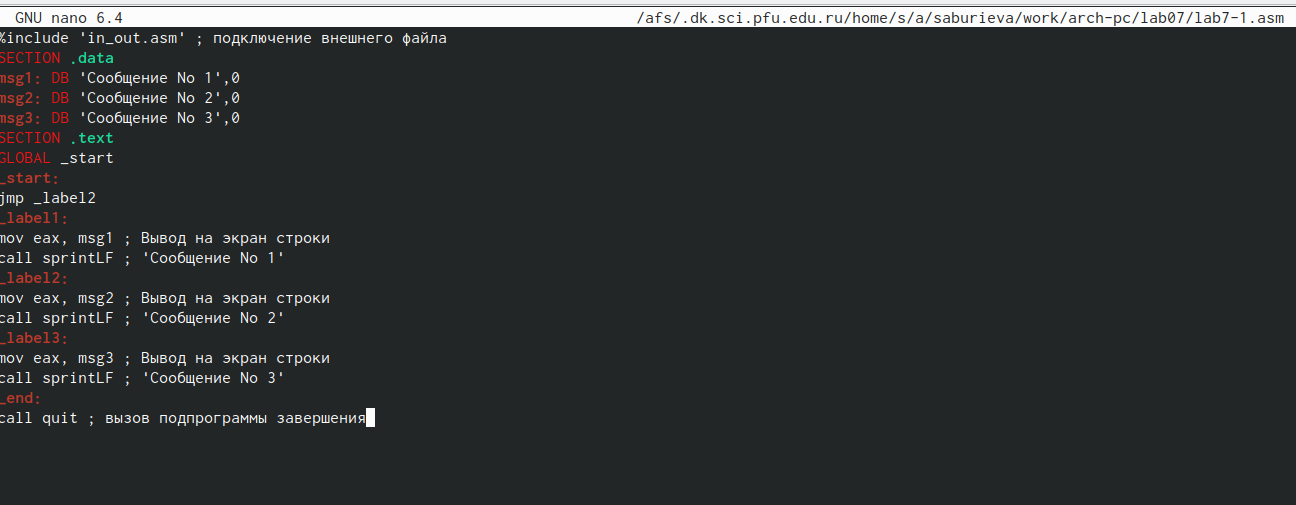 GNU nano 6.4 /afs/.dk.sci.pfu.edu.ru/home/s/a/saburieva/work/arch-pc/lab07/lab7-1.asm
%include 'in_out.asm' ; подключение внешнего файла
SECTION .data
msg1: DB 'Сообщение No 1',0
msg2: DB 'Сообщение No 2',0
msg3: DB 'Сообщение No 3',0
SECTION .text
GLOBAL _start
_start:
jmp _label2
_label1:
mov eax, msg1 ; Вывод на экран строки
call sprintLF ; 'Сообщение No 1'
_label2:
mov eax, msg2 ; Вывод на экран строки
call sprintLF ; 'Сообщение No 2'
_label3:
mov eax, msg3 ; Вывод на экран строки
call sprintLF ; 'Сообщение No 3'
_end:
call quit ; вызов подпрограммы завершения